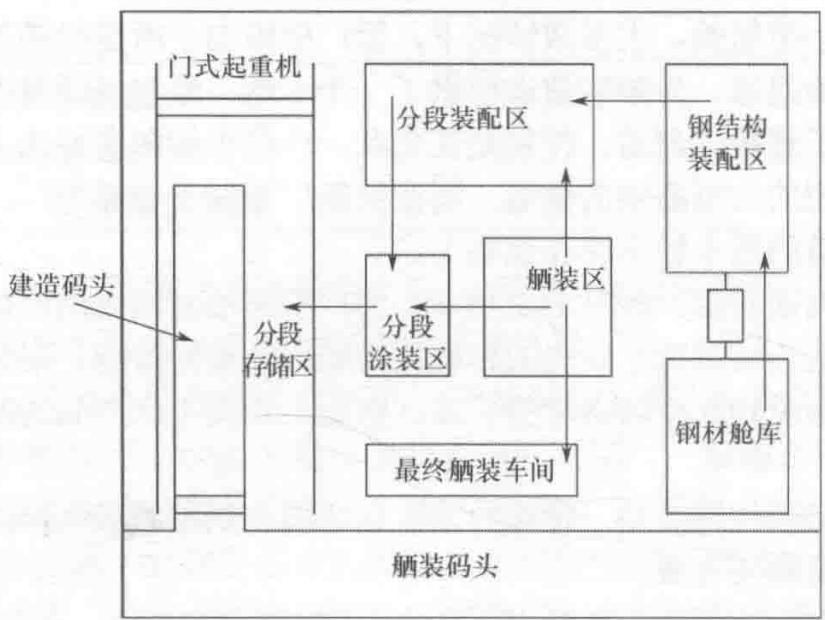 门式起重机
分段装配区
钢结构
装配区
建造码头
分段
存储区
分段
涂装区
舾装区
钢材舱库
最终舾装车间
舾装码头